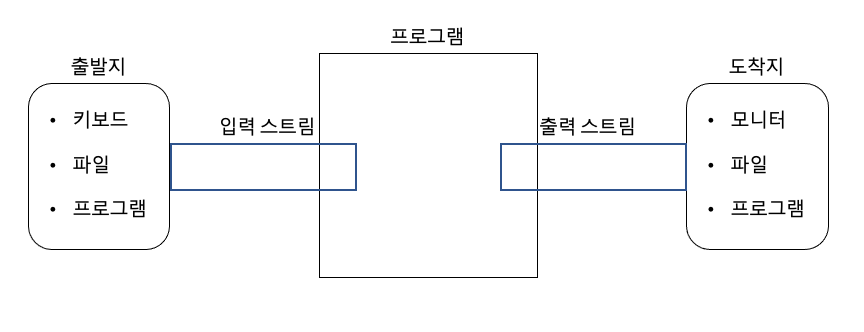 프로그램
출발지
• 키보드
• 파일
• 프로그램
입력 스트림
출력 스트림
도착지
• 모니터
• 파일
• 프로그램